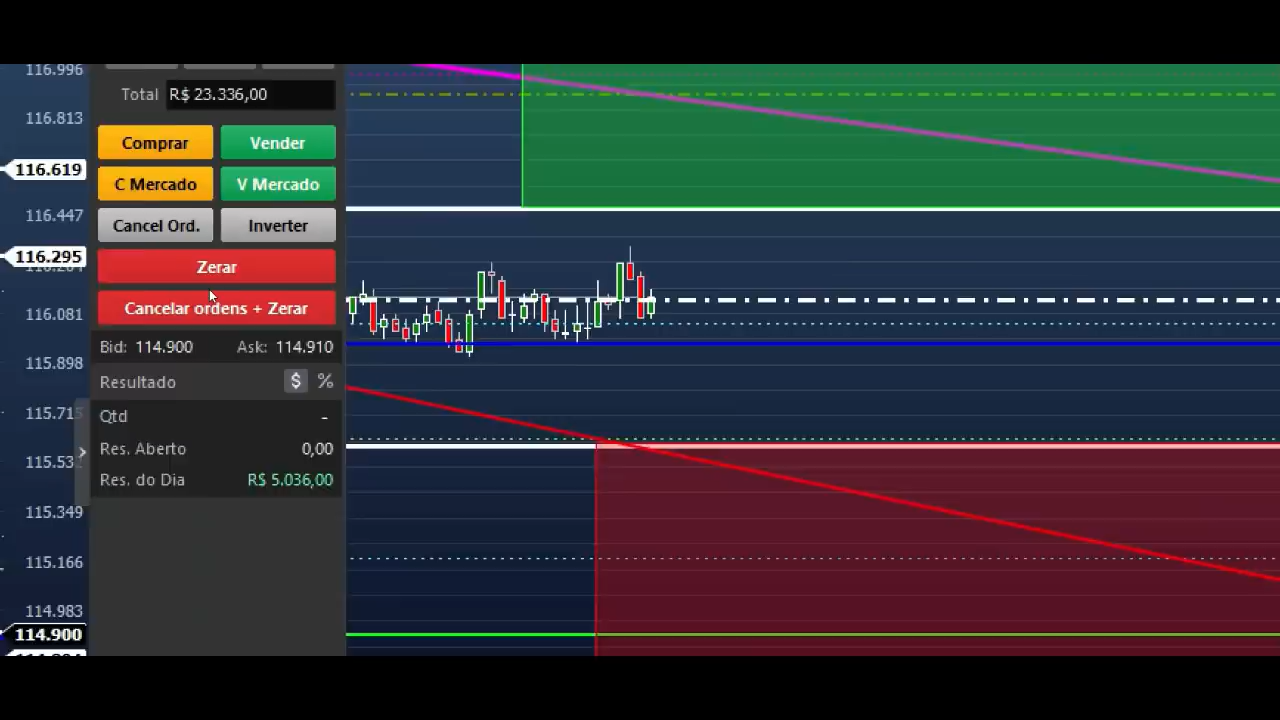 116.996
Total R$ 23.336,00
116.813
Comprar Vender
116.619
C Mercado V Mercado
116.447
Cancel Ord. Inverter
116.295
Zerar
116.081
Cancelar ordens + Zerar
Bid: 114.900 Ask: 114.910
115.898
Resultado $ %
115.715
Qtd -
Res. Aberto 0,00
Res. do Dia R$ 5.036,00
115.349
115.166
114.983
114.900